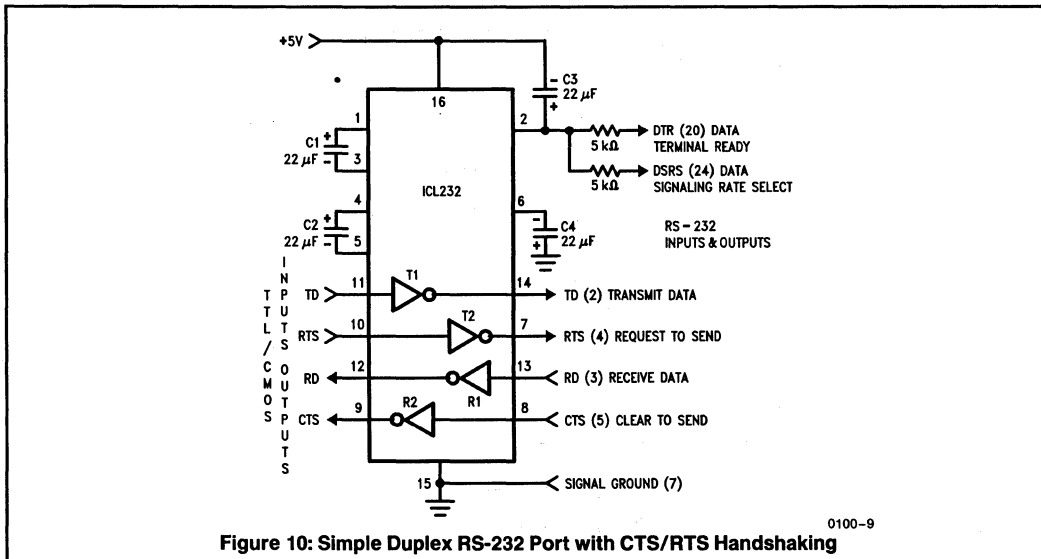 +5V
16
- C3
22 µF
+
1
+
C1
22 µF
-
3
2
DTR (20) DATA
TERMINAL READY
5 kΩ
DSRS (24) DATA
SIGNALING RATE SELECT
5 kΩ
ICL232
4
+
C2
22 µF
-
5
6
-
C4
22 µF
+
RS-232
INPUTS & OUTPUTS
TTL/CMOS
INPUTS OUTPUTS
TD
11
T1
14
TD (2) TRANSMIT DATA
RTS
10
T2
7
RTS (4) REQUEST TO SEND
RD
12
R1
13
RD (3) RECEIVE DATA
CTS
9
R2
8
CTS (5) CLEAR TO SEND
15
SIGNAL GROUND (7)
0100-9
Figure 10: Simple Duplex RS-232 Port with CTS/RTS Handshaking